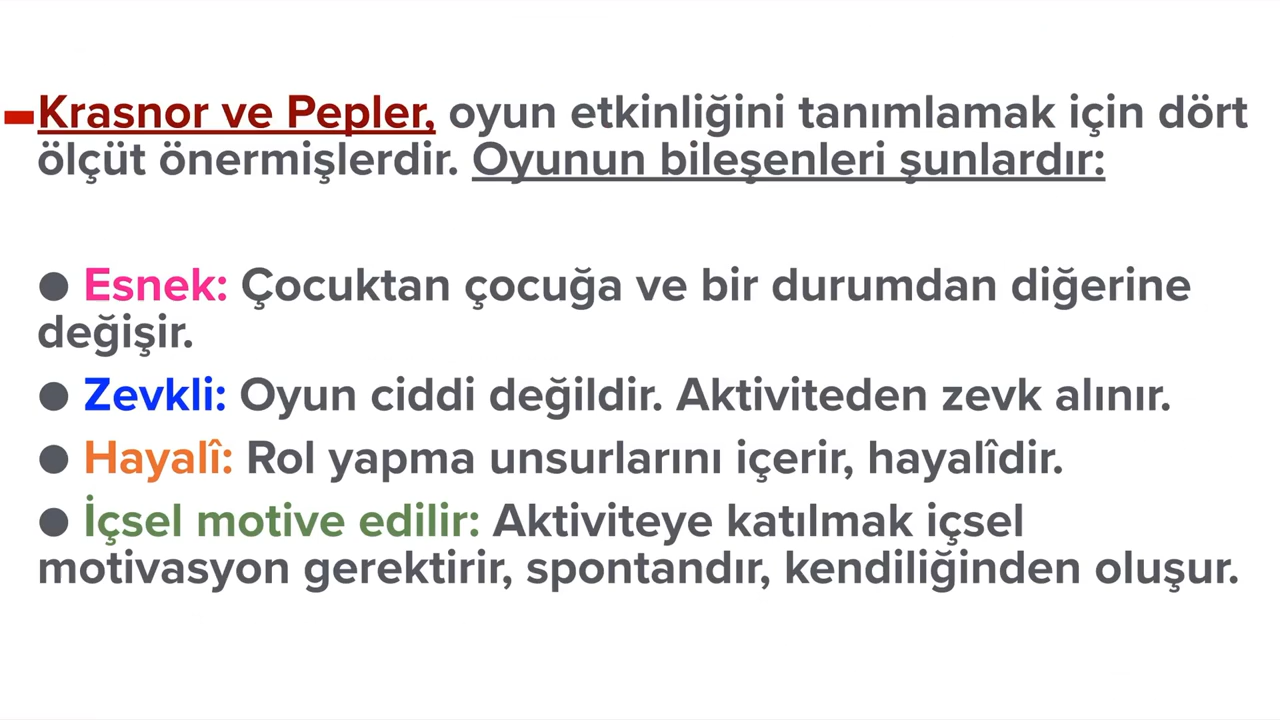 Krasnor ve Pepler, oyun etkinliğini tanımlamak için dört
ölçüt önermişlerdir. Oyunun bileşenleri şunlardır:
● Esnek: Çocuktan çocuğa ve bir durumdan diğerine
değişir.
● Zevkli: Oyun ciddi değildir. Aktiviteden zevk alınır.
● Hayalî: Rol yapma unsurlarını içerir, hayalîdir.
● İçsel motive edilir: Aktiviteye katılmak içsel
motivasyon gerektirir, spontandır, kendiliğinden oluşur.